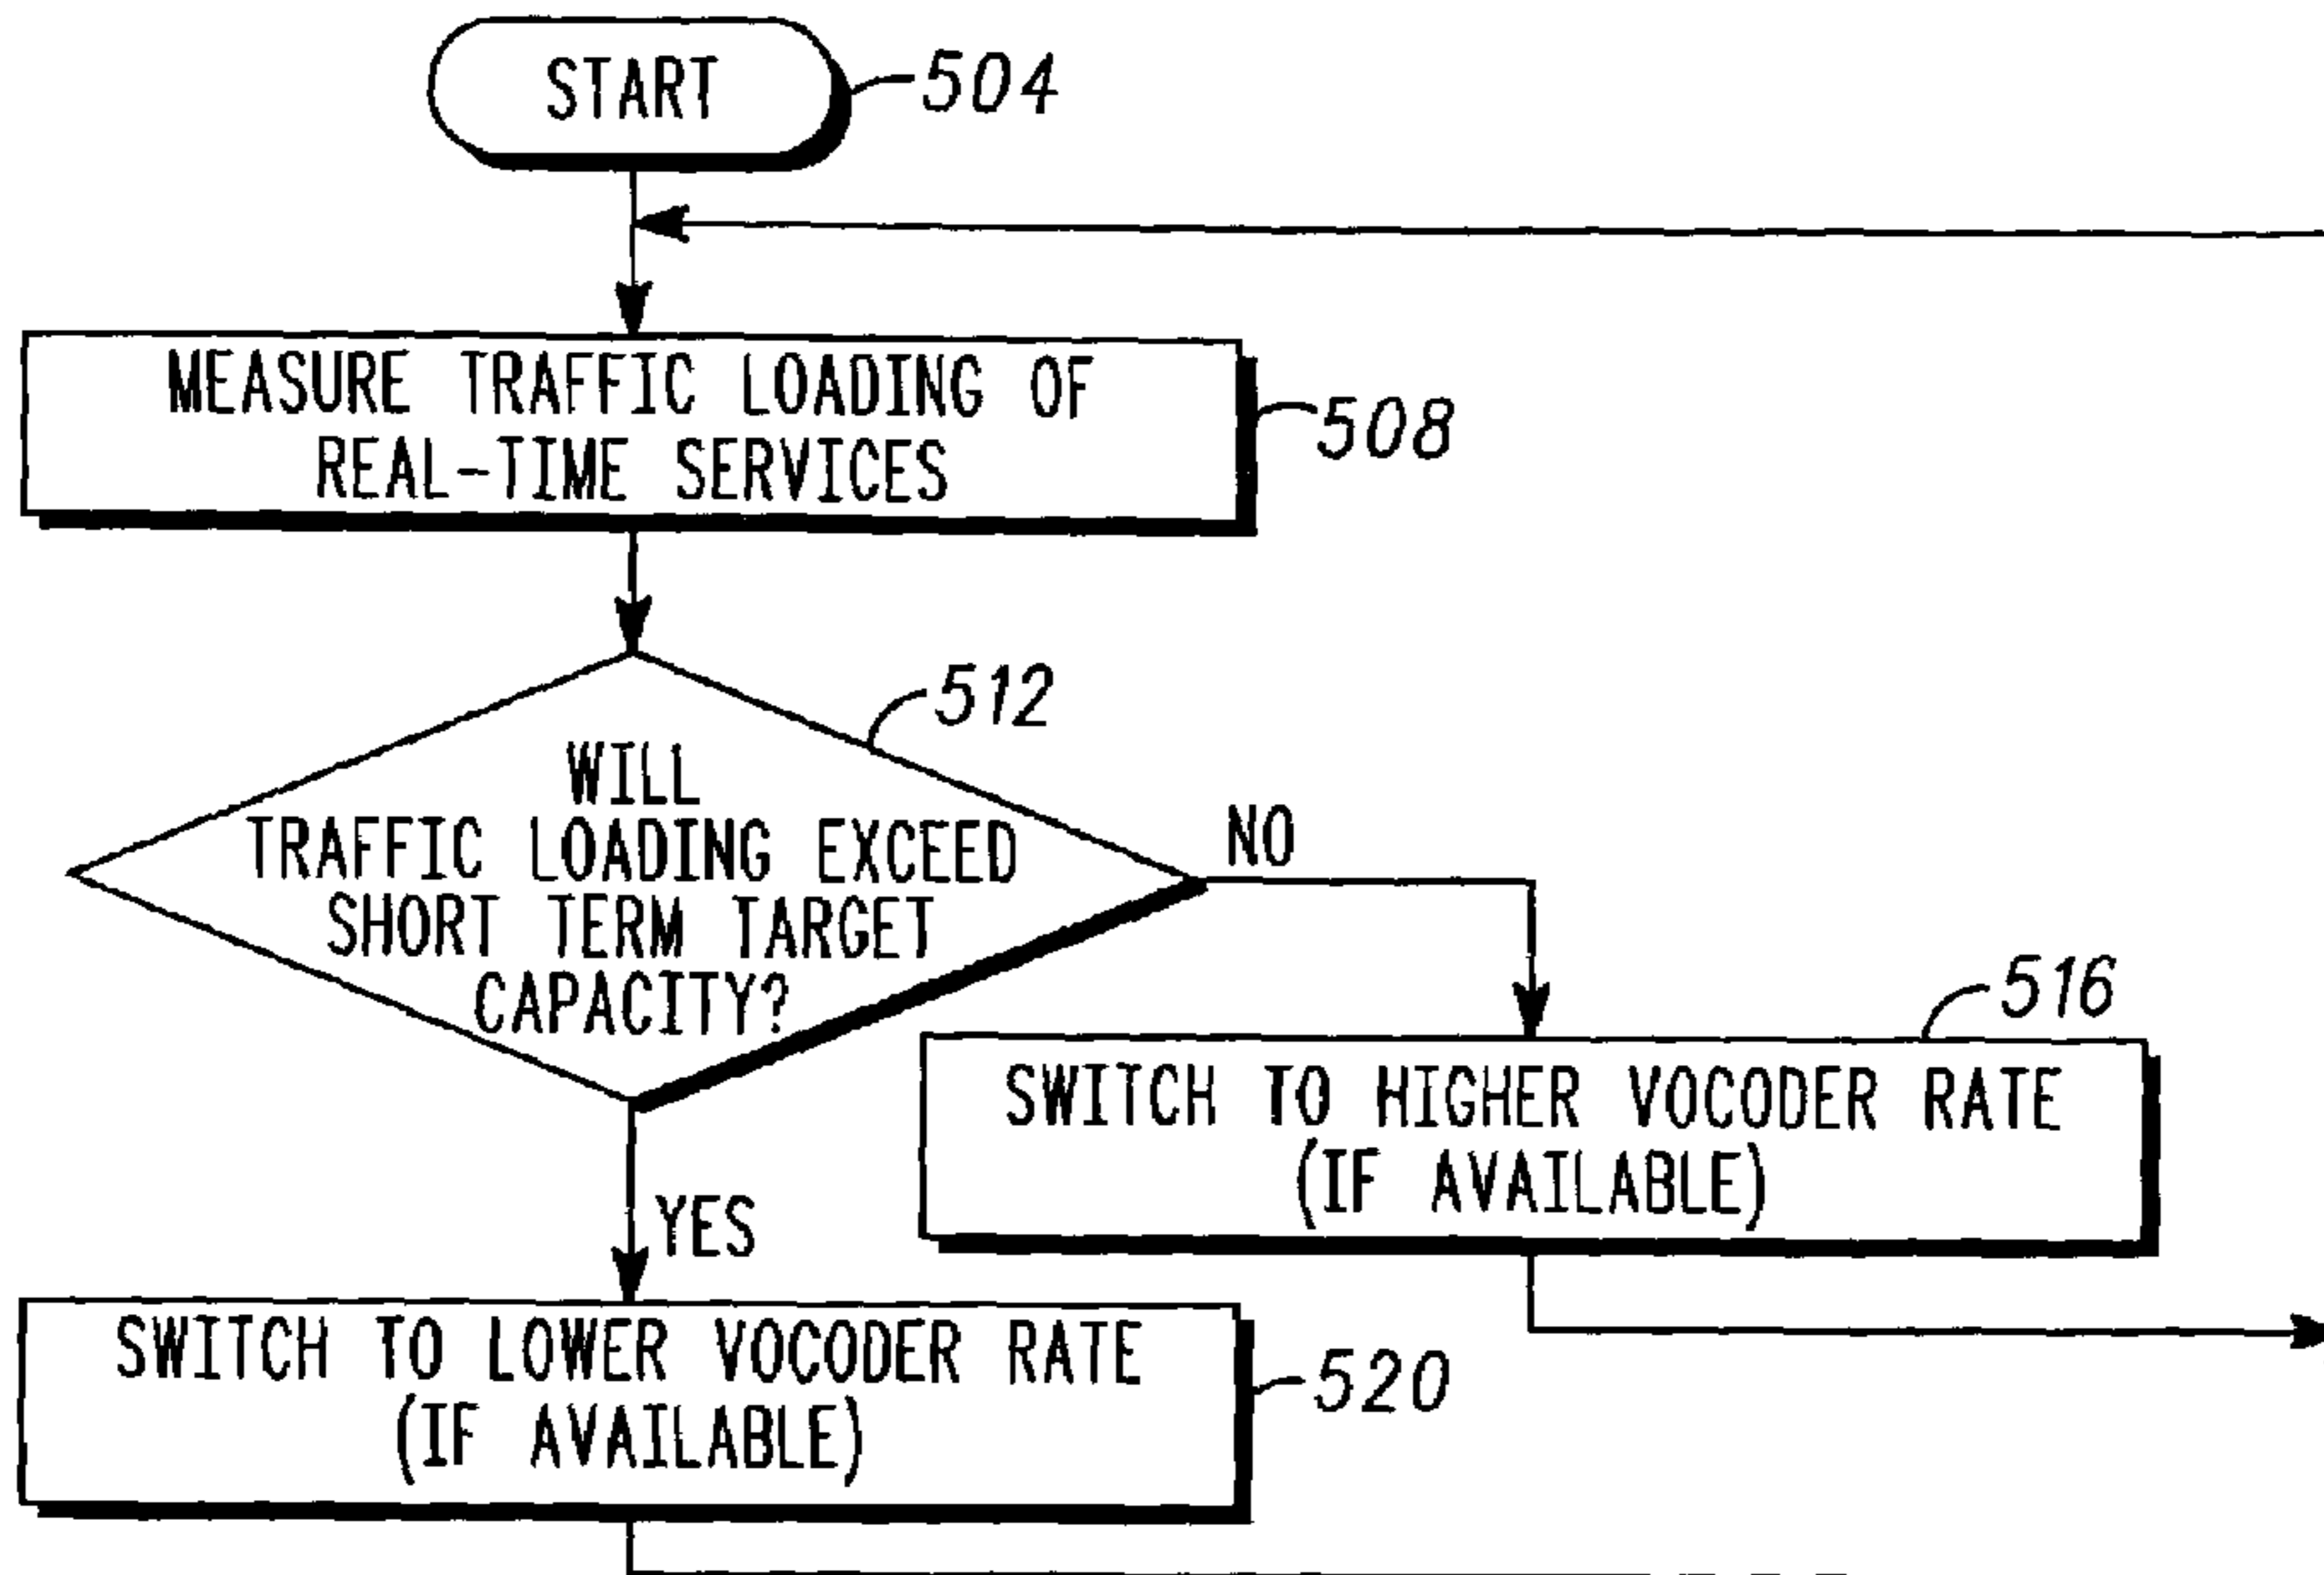 START
504
MEASURE TRAFFIC LOADING OF
REAL-TIME SERVICES
508
512
WILL
TRAFFIC LOADING EXCEED
SHORT TERM TARGET
CAPACITY?
NO
516
SWITCH TO HIGHER VOCODER RATE
(IF AVAILABLE)
YES
SWITCH TO LOWER VOCODER RATE
(IF AVAILABLE)
520